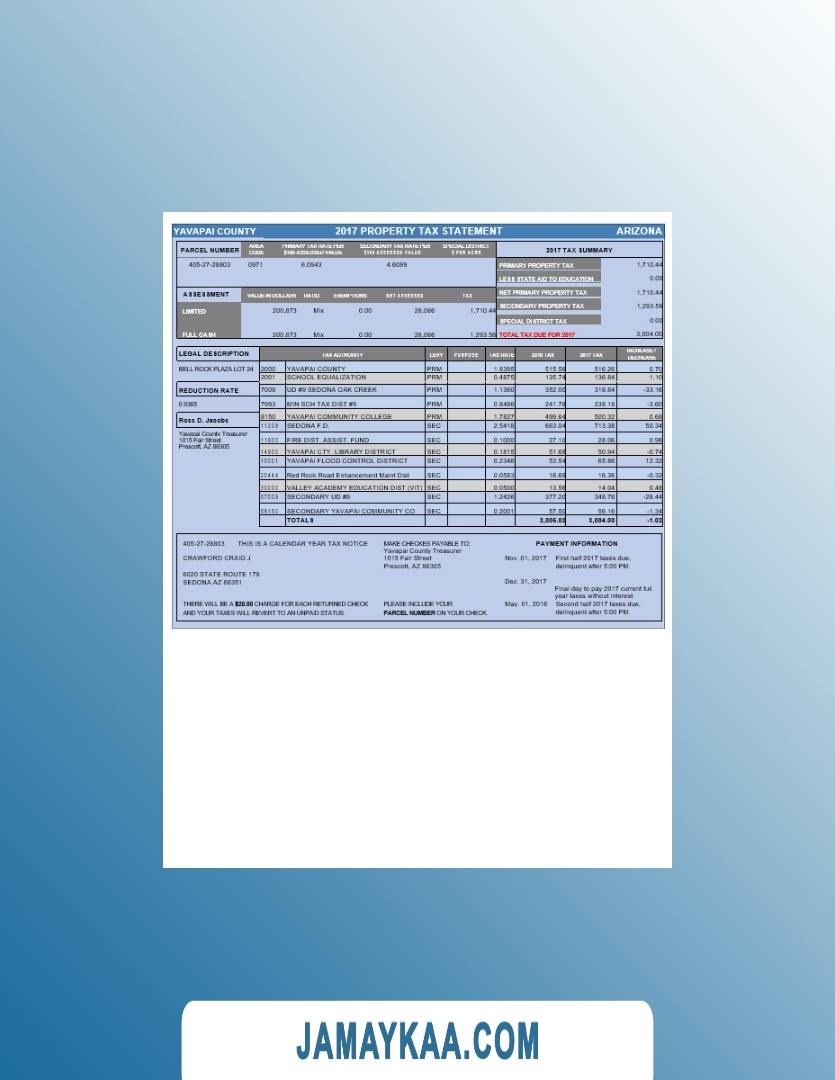 YAVAPAI COUNTY 2017 PROPERTY TAX STATEMENT ARIZONA
PARCEL NUMBER AREA CODE PRIMARY TAX RATE PER $100 ASSESSED VALUE SECONDARY TAX RATE PER $100 ASSESSED VALUE SPECIAL DISTRICT $ PER ACRE 2017 TAX SUMMARY
405-27-28803 0971 6.0943 4.6089
PRIMARY PROPERTY TAX 1,710.44
LESS STATE AID TO EDUCATION 0.00
ASSESSMENT VALUE IN DOLLARS RATIO EXEMPTIONS NET ASSESSED TAX
NET PRIMARY PROPERTY TAX 1,710.44
LIMITED 200,873 Mix 0.00 28,066 1,710.44
SECONDARY PROPERTY TAX 1,293.56
SPECIAL DISTRICT TAX 0.00
FULL CASH 200,873 Mix 0.00 28,066 1,293.56
TOTAL TAX DUE FOR 2017 3,004.00
LEGAL DESCRIPTION TAX AUTHORITY LEVY PURPOSE TAX RATE 2016 TAX 2017 TAX INCREASE / DECREASE
BELL ROCK PLAZA LOT 24 2000 YAVAPAI COUNTY PRM 1.8395 515.56 516.26 0.70
2001 SCHOOL EQUALIZATION PRM 0.4875 135.74 136.84 1.10
REDUCTION RATE 7009 UD #9 SEDONA OAK CREEK PRM 1.1360 352.00 318.84 -33.16
0.9365 7993 MIN SCH TAX DIST #9 PRM 0.8486 241.78 238.18 -3.60
8150 YAVAPAI COMMUNITY COLLEGE PRM 1.7827 499.64 500.32 0.68
Ross D. Jacobs 11208 SEDONA F.D. SEC 2.5418 663.04 713.38 50.34
Yavapai County Treasurer
1015 Fair Street
Prescott, AZ 86305
11900 FIRE DIST. ASSIST. FUND SEC 0.1000 27.10 28.06 0.96
14900 YAVAPAI CTY. LIBRARY DISTRICT SEC 0.1815 51.68 50.94 -0.74
15001 YAVAPAI FLOOD CONTROL DISTRICT SEC 0.2346 53.54 65.86 12.32
20444 Red Rock Road Enhancement Maint Dist SEC 0.0583 16.68 16.36 -0.32
30000 VALLEY ACADEMY EDUCATION DIST (VIT) SEC 0.0500 13.56 14.04 0.48
57009 SECONDARY UD #9 SEC 1.2426 377.20 348.76 -28.44
58150 SECONDARY YAVAPAI COMMUNITY CO SEC 0.2001 57.50 56.16 -1.34
TOTALS 3,005.02 3,004.00 -1.02
405-27-28803 THIS IS A CALENDAR YEAR TAX NOTICE
CRAWFORD CRAIG J
6020 STATE ROUTE 179
SEDONA AZ 86351
THERE WILL BE A $20.00 CHARGE FOR EACH RETURNED CHECK
AND YOUR TAXES WILL REVERT TO AN UNPAID STATUS.
MAKE CHECKES PAYABLE TO:
Yavapai County Treasurer
1015 Fair Street
Prescott, AZ 86305
PLEASE INCLUDE YOUR
PARCEL NUMBER ON YOUR CHECK.
PAYMENT INFORMATION
Nov. 01, 2017 First half 2017 taxes due,
delinquent after 5:00 PM.
Dec. 31, 2017
Final day to pay 2017 current full
year taxes without interest.
May. 01, 2018 Second half 2017 taxes due,
delinquent after 5:00 PM.
JAMAYKAA.COM